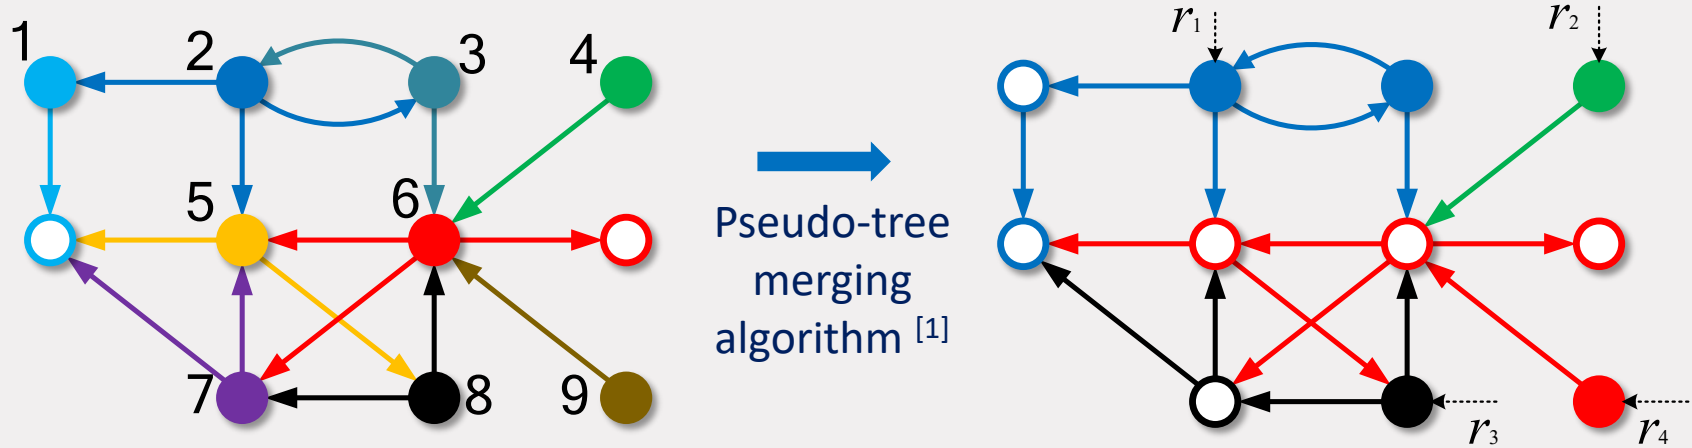 1
2
3
4
5
6
7
8
9
Pseudo-tree
merging
algorithm [1]
r1
r2
r3
r4